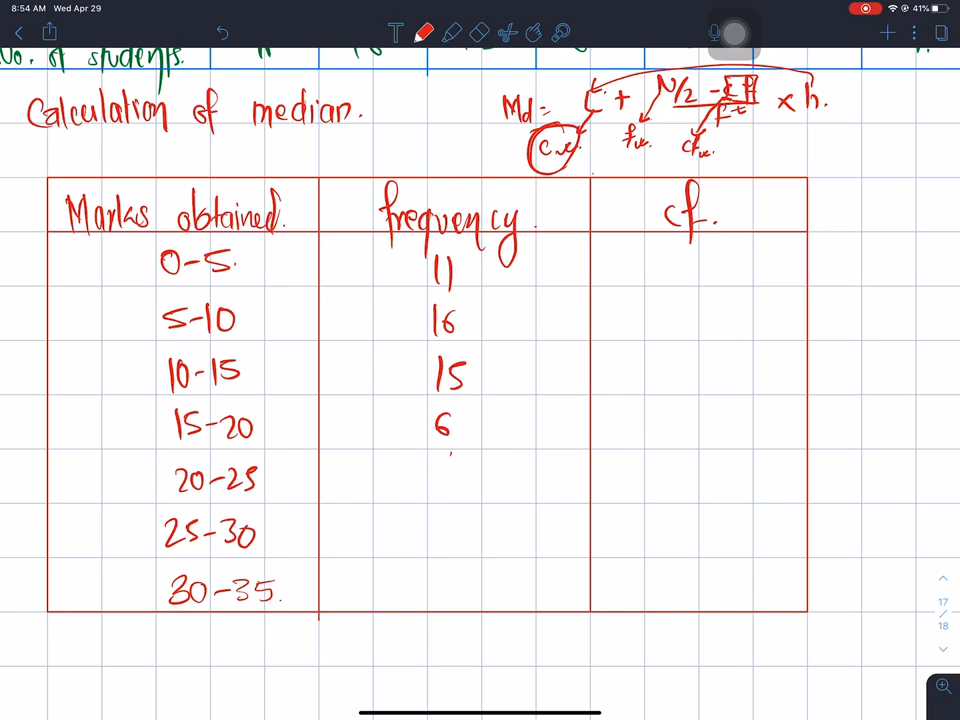 8:54 AM Wed Apr 29
41%
No. of students.
Calculation of median.
Md = L + N/2 - cf / f × h.
c.v. fv. cfv.
Marks obtained. frequency. cf.
0-5. 11
5-10 16
10-15 15
15-20 6
20-25
25-30
30-35.
17
/
18